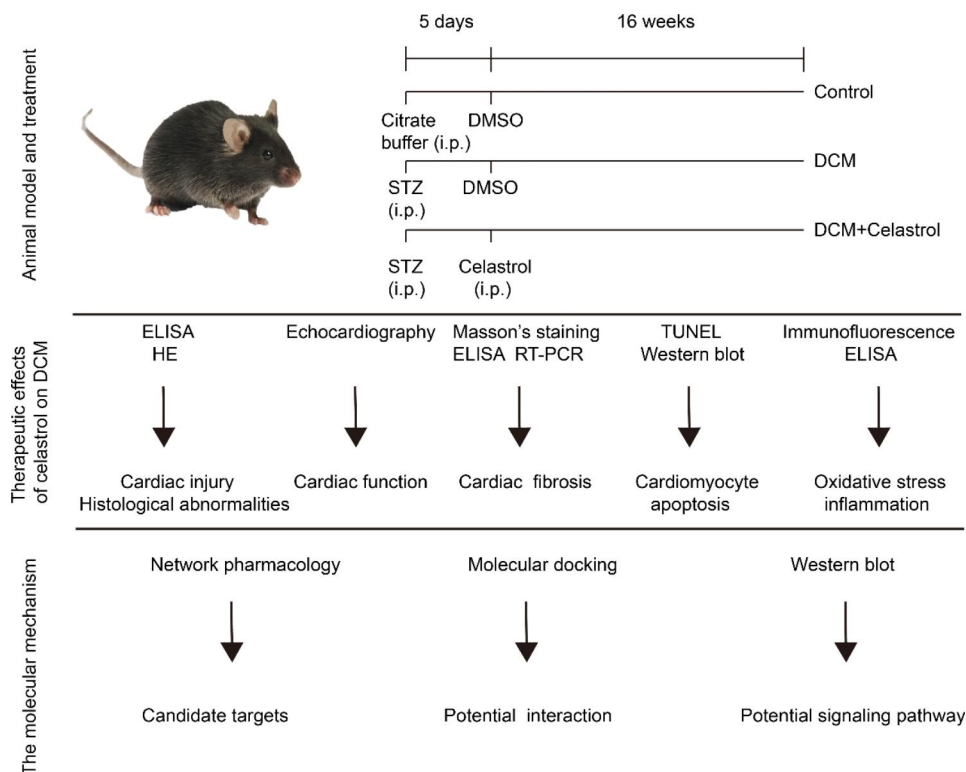 Animal model and treatment
5 days
16 weeks
Control
Citrate
buffer (i.p.)
DMSO
DCM
STZ
(i.p.)
DMSO
DCM+Celastrol
STZ
(i.p.)
Celastrol
(i.p.)
Therapeutic effects
of celastrol on DCM
ELISA
HE
Echocardiography
Masson's staining
ELISA RT-PCR
TUNEL
Western blot
Immunofluorescence
ELISA
Cardiac injury
Histological abnormalities
Cardiac function
Cardiac fibrosis
Cardiomyocyte
apoptosis
Oxidative stress
inflammation
The molecular mechanism
Network pharmacology
Molecular docking
Western blot
Candidate targets
Potential interaction
Potential signaling pathway